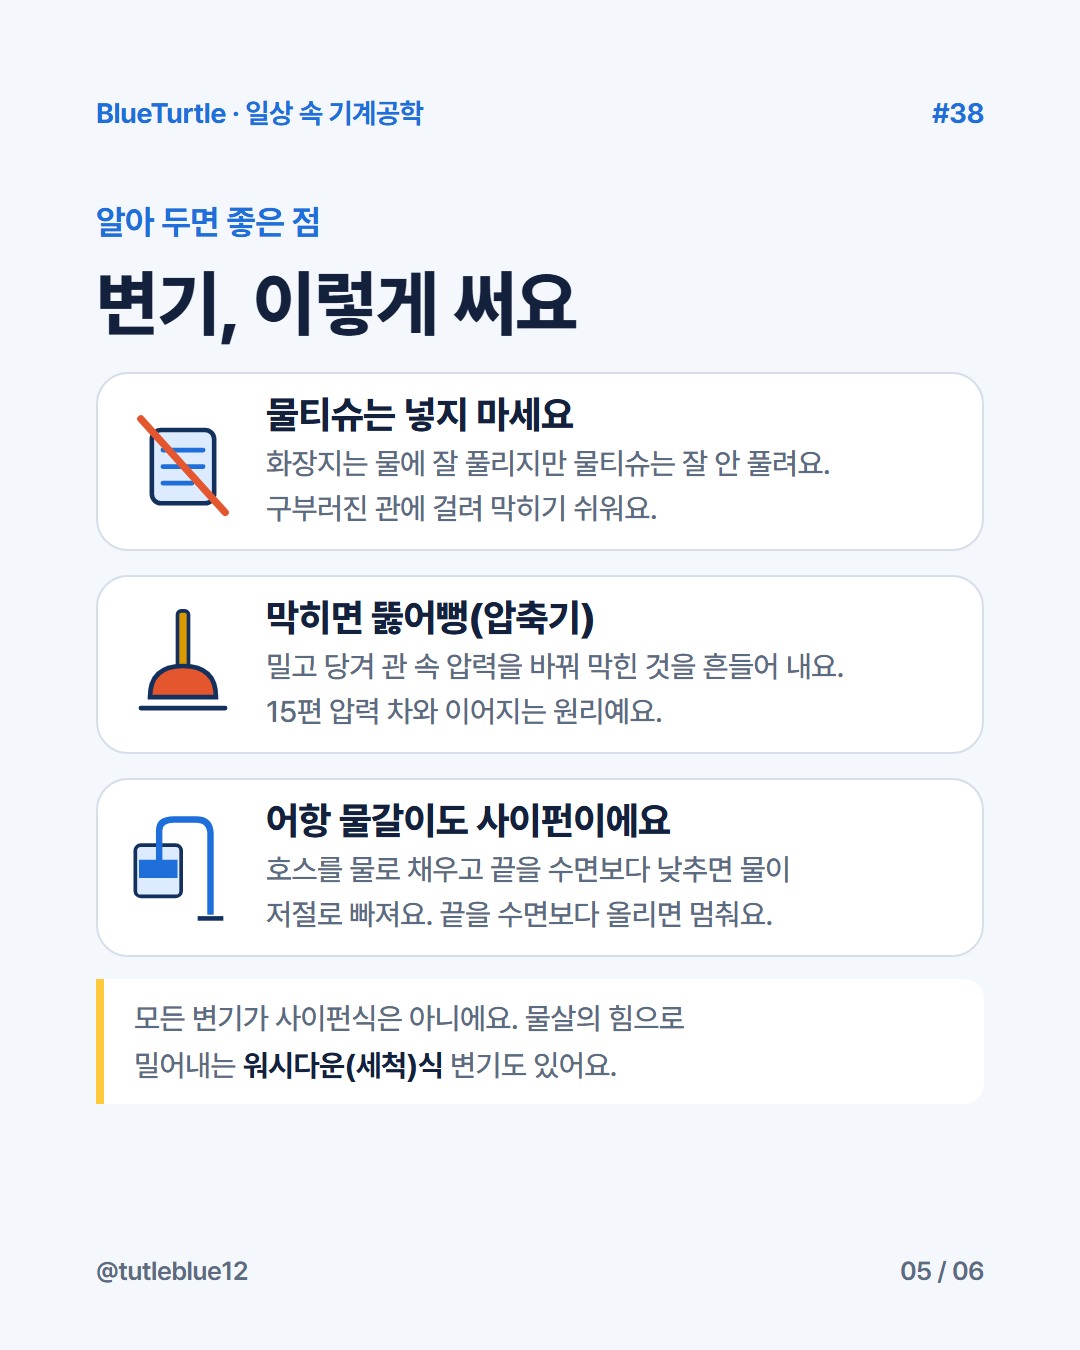 BlueTurtle · 일상 속 기계공학
#38
알아 두면 좋은 점
변기, 이렇게 써요
물티슈는 넣지 마세요
화장지는 물에 잘 풀리지만 물티슈는 잘 안 풀려요.
구부러진 관에 걸려 막히기 쉬워요.
막히면 뚫어뻥(압축기)
밀고 당겨 관 속 압력을 바꿔 막힌 것을 흔들어 내요.
15편 압력 차와 이어지는 원리예요.
어항 물갈이도 사이펀이에요
호스를 물로 채우고 끝을 수면보다 낮추면 물이
저절로 빠져요. 끝을 수면보다 올리면 멈춰요.
모든 변기가 사이펀식은 아니에요. 물살의 힘으로
밀어내는 워시다운(세척)식 변기도 있어요.
@tutleblue12
05 / 06